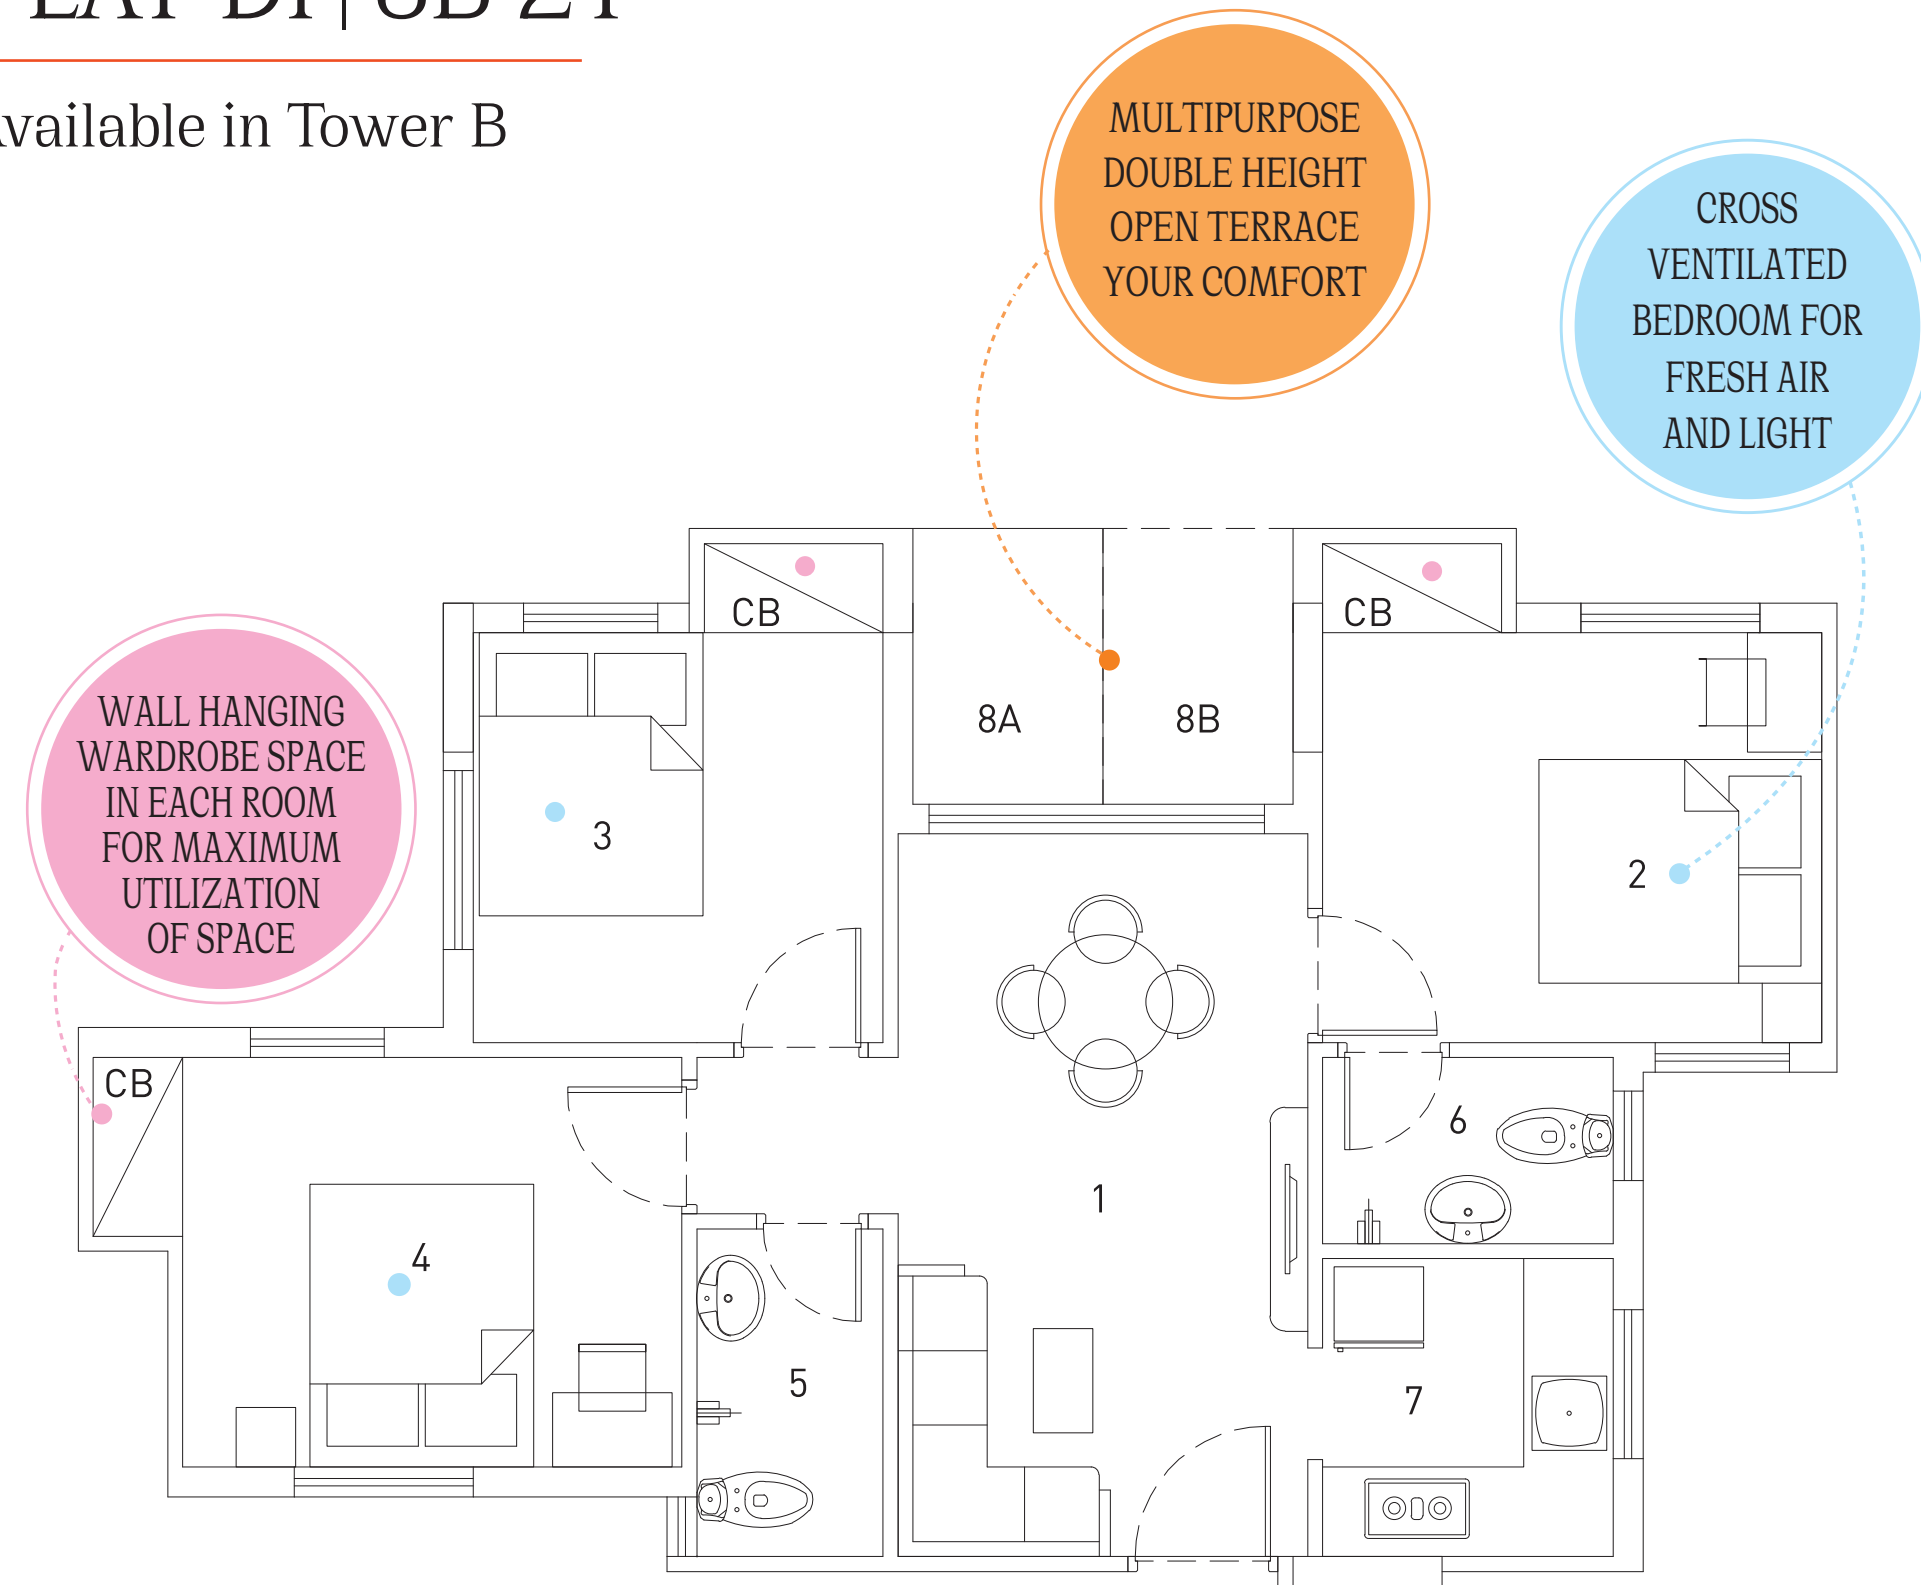 Available in Tower B
MULTIPURPOSE
DOUBLE HEIGHT
OPEN TERRACE
YOUR COMFORT
CROSS
VENTILATED
BEDROOM FOR
FRESH AIR
AND LIGHT
WALL HANGING
WARDROBE SPACE
IN EACH ROOM
FOR MAXIMUM
UTILIZATION
OF SPACE
CB
CB
8A
8B
3
2
CB
6
1
4
5
7